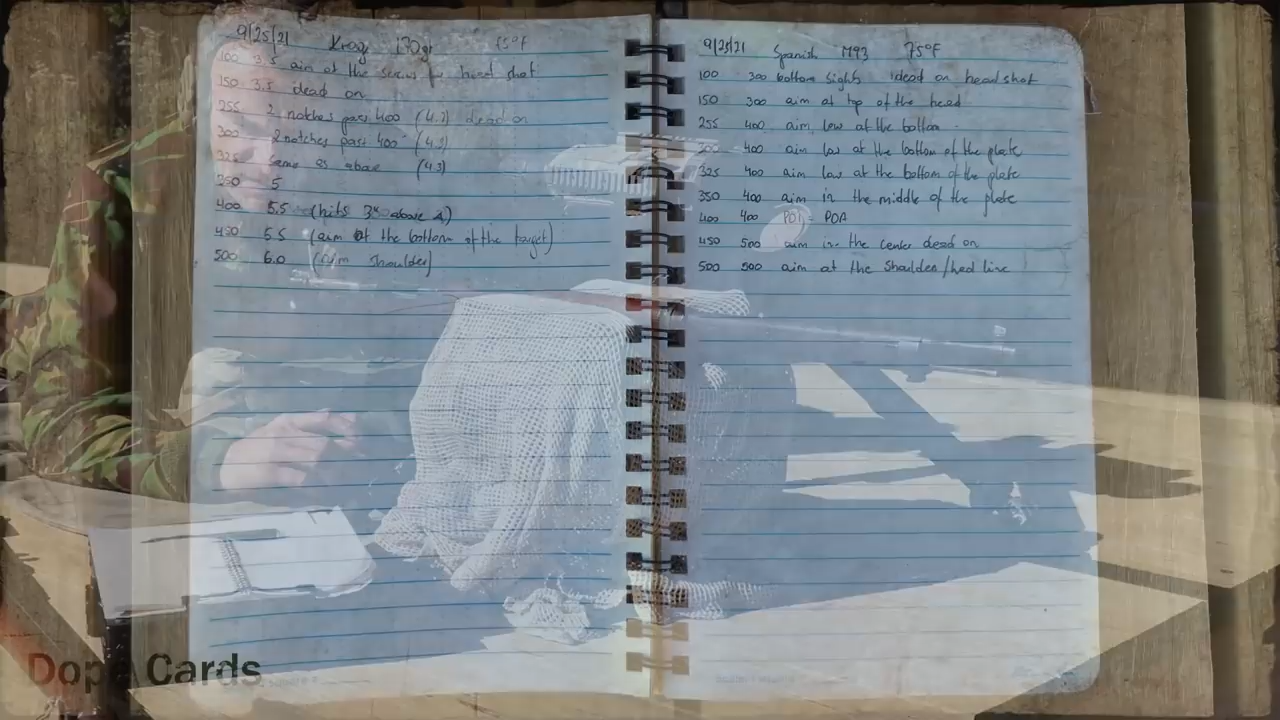 9/25/21 Krag 170gr 75°F
100 3.5 aim at the screws for head shot
150 3.5 dead on
255 2 notches past 400 (4.2) dead on
300 2 notches past 400 (4.2)
325 Same as above (4.3)
250 5
400 5.5 (hits 3" above
450 5.5 (aim at the bottom of the target)
500 6.0 shoulder)
9/25/21 Spanish M93 75°F
100 300 bottom sights dead on head shot
150 300 aim at top of the head
255 400 aim low at the bottom
300 400 aim low at the bottom of the plate
325 400 aim low at the bottom of the plate
350 400 aim in the middle of the plate
400 400 POI = POA
450 500 aim in the center dead on
500 500 aim at the shoulder/head line
Dope Cards